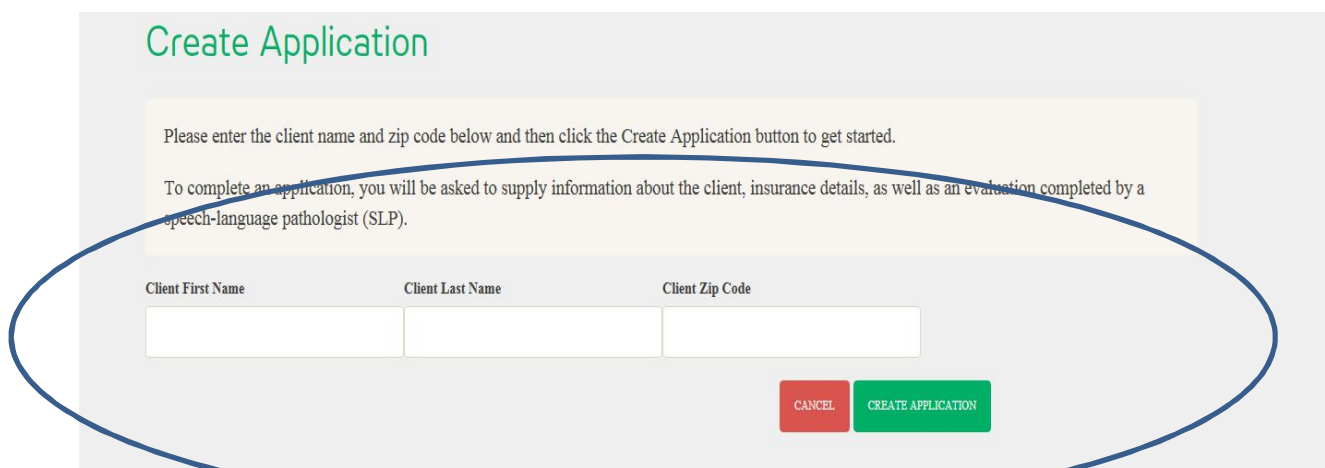 Create Application
Please enter the client name and zip code below and then click the Create Application button to get started.
To complete an application, you will be asked to supply information about the client, insurance details, as well as an evaluation completed by a
speech-language pathologist (SLP).
Client First Name Client Last Name Client Zip Code
CANCEL CREATE APPLICATION